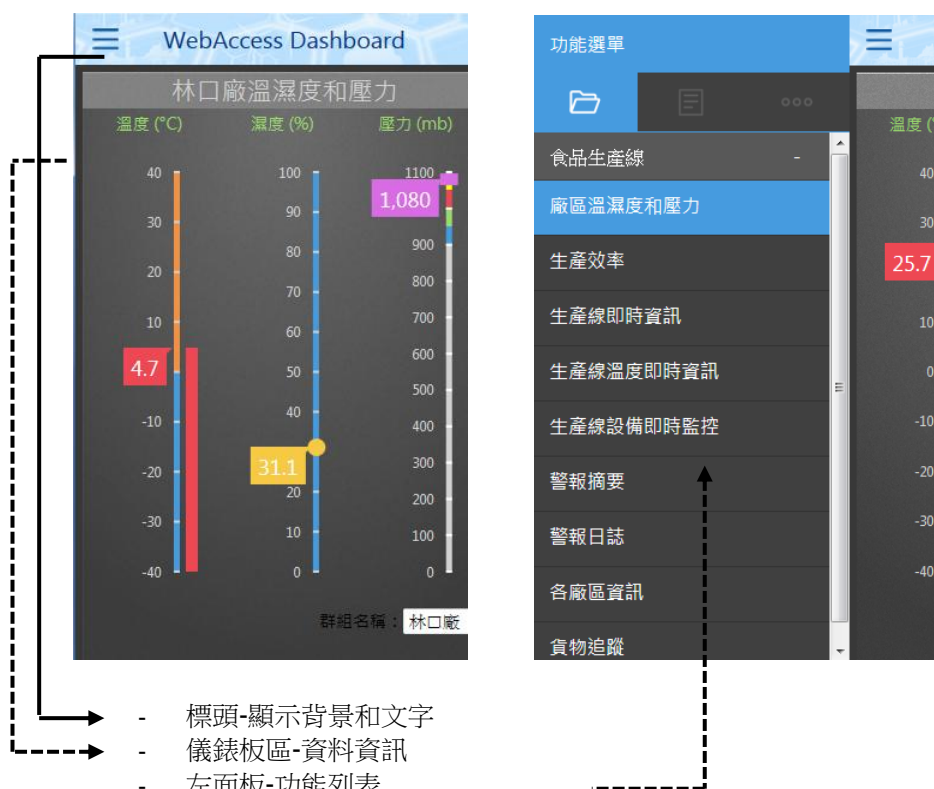 WebAccess Dashboard
林口廠溫濕度和壓力
溫度 (°C) 濕度 (%) 壓力 (mb)
40 100 1100
1,080
30 90
80 900
20 70 800
10 60 700
4.7 50 600
500
-10 40 400
31.1
-20 20 300
200
-30 10 100
-40 0 0
群組名稱： 林口廠
功能選單
食品生產線 -
廠區溫濕度和壓力
生產效率
生產線即時資訊
生產線溫度即時資訊
生產線設備即時監控
警報摘要
警報日誌
各廠區資訊
貨物追蹤
溫度 (
40
30
25.7
10
0
-10
-20
-30
-40
- 標頭-顯示背景和文字
- 儀錶板區-資料資訊
- 左面板-功能列表